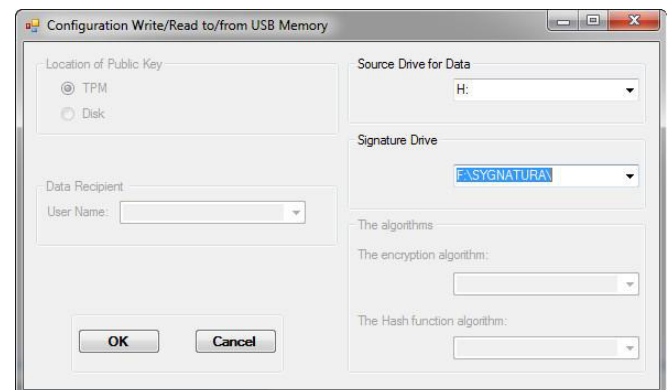 Configuration Write/Read to/from USB Memory
Location of Public Key
TPM
Disk
Data Recipient
User Name:
OK
Cancel
Source Drive for Data
H:
Signature Drive
F:\SYGNATURA\
The algorithms
The encryption algorithm:
The Hash function algorithm: